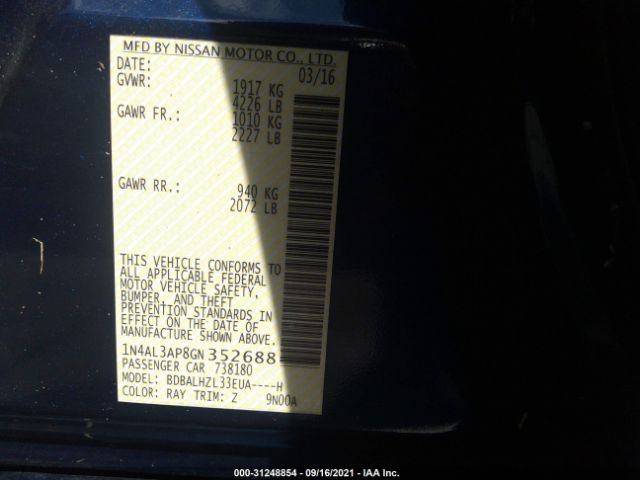 MFD BY NISSAN MOTOR CO., LTD.
DATE: 03/16
GVWR: 1917 KG
4226 LB
GAWR FR.: 1010 KG
2227 LB
GAWR RR.: 940 KG
2072 LB
THIS VEHICLE CONFORMS TO
ALL APPLICABLE FEDERAL
MOTOR VEHICLE SAFETY,
BUMPER, AND THEFT
PREVENTION STANDARDS IN
EFFECT ON THE DATE OF
MANUFACTURE SHOWN ABOVE.
1N4AL3AP8GN352688
PASSENGER CAR 738180
MODEL: BDBALHZL33EUA----H
COLOR: RAY TRIM: Z 9N00A
000-31248854 - 09/16/2021 - IAA Inc.